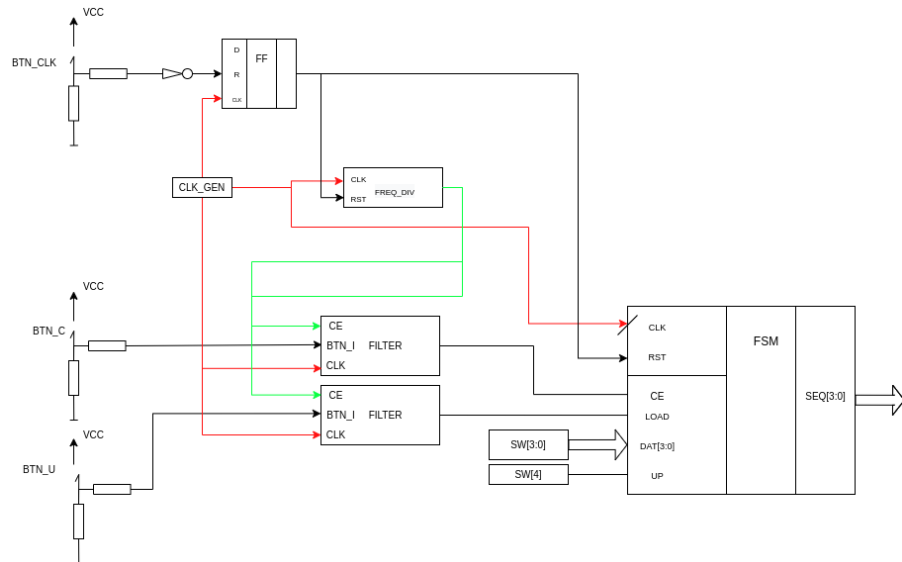 VCC
BTN_CLK
D
FF
R
CLK
CLK_GEN
CLK
FREQ_DIV
RST
VCC
BTN_C
CE
BTN_I FILTER
CLK
CE
BTN_I FILTER
CLK
VCC
BTN_U
CLK
FSM
RST
CE
SEQ[3:0]
LOAD
SW[3:0]
DAT[3:0]
SW[4]
UP